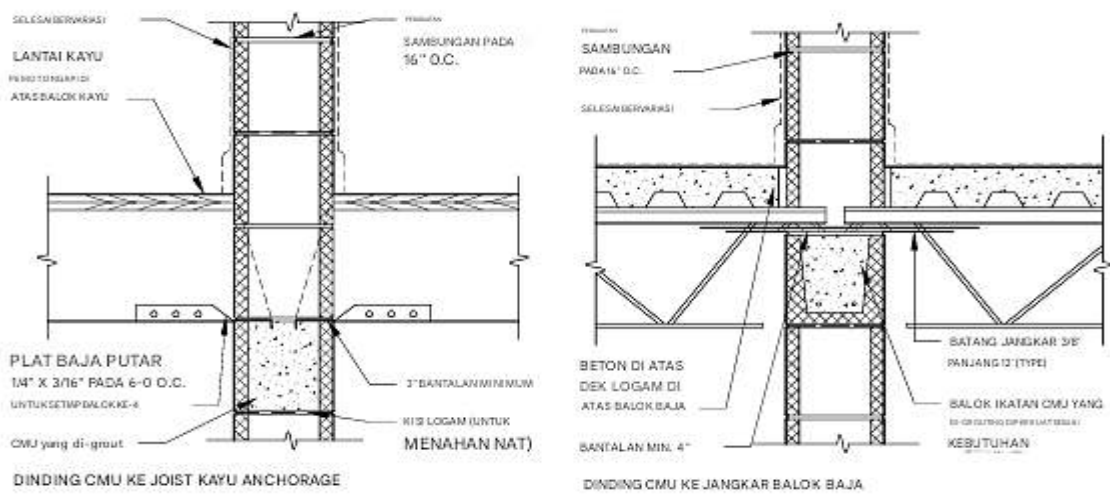 SELESAI BERVARIASI
LANTAI KAYU
ATAS BALOK KAYU
SAMBUNGAN PADA
16" O.C.
PLAT BAJA PUTAR
1/4" X 3/16" PADA 6-0 O.C.
UNTUK SETIAP BALOK KE-4
CMU yang di-grout
3" BANTALAN MINIMUM
KISI LOGAM (UNTUK
MENAHAN NAT)
DINDING CMU KE JOIST KAYU ANCHORAGE
SAMBUNGAN
PADA 16" O.C.
SELESAI BERVARIASI
BETON DI ATAS
DEK LOGAM DI
ATAS BALOK BAJA
BANTALAN MIN. 4"
BATANG JANGKAR 3/8"
PANJANG 12" (TYPE)
BALOK IKATAN CMU YANG
KEBUTUHAN
DINDING CMU KE JANGKAR BALOK BAJA